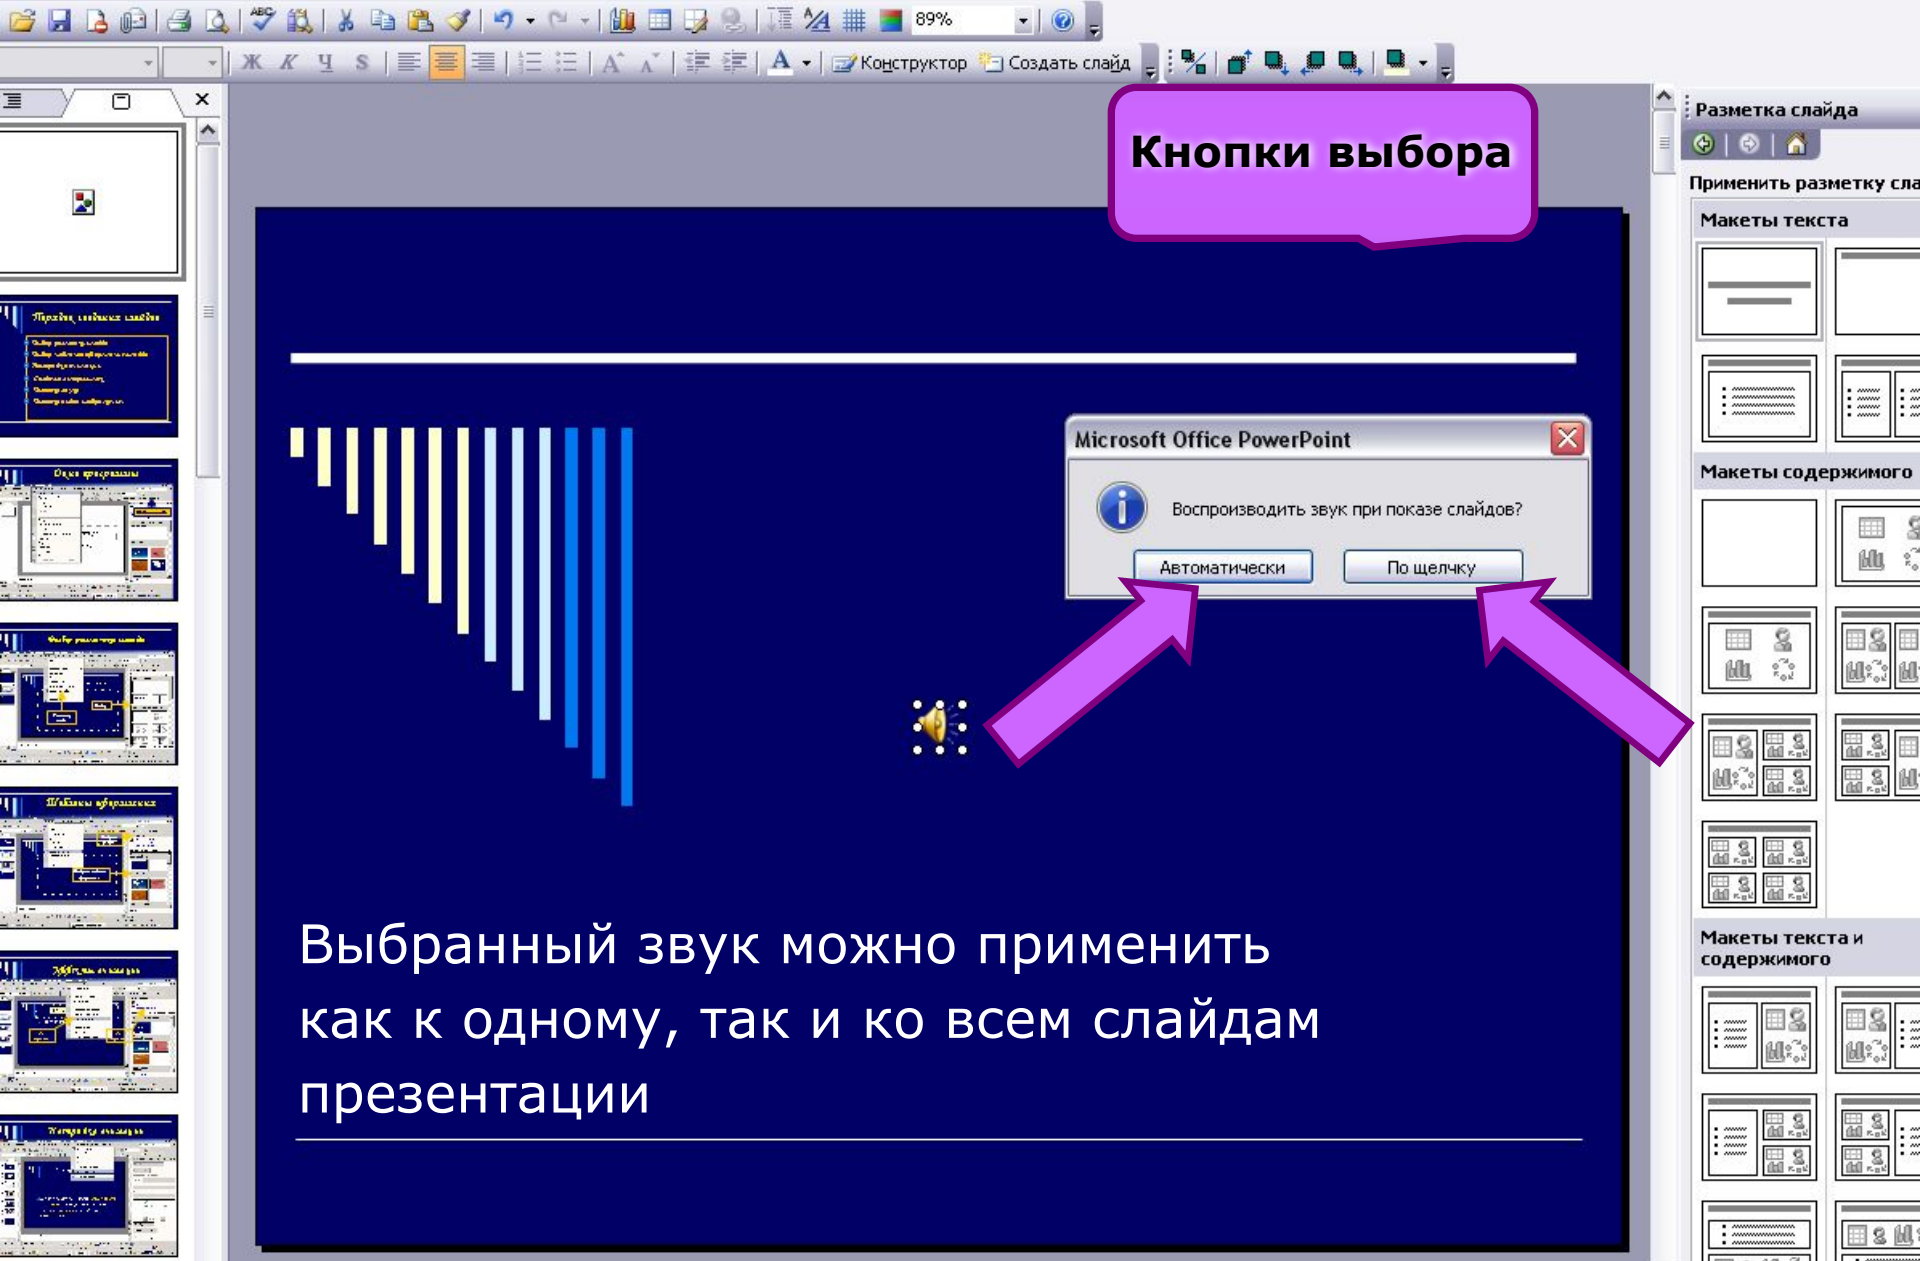 ABC
89%
Ж К Ч S
A
Конструктор
Создать слайд
Кнопки выбора
Разметка слайда
Применить разметку сла
Макеты текста
Microsoft Office PowerPoint
Воспроизводить звук при показе слайдов?
Автоматически
По щелчку
Макеты содержимого
Макеты текста и
содержимого
Выбранный звук можно применить
как к одному, так и ко всем слайдам
презентации